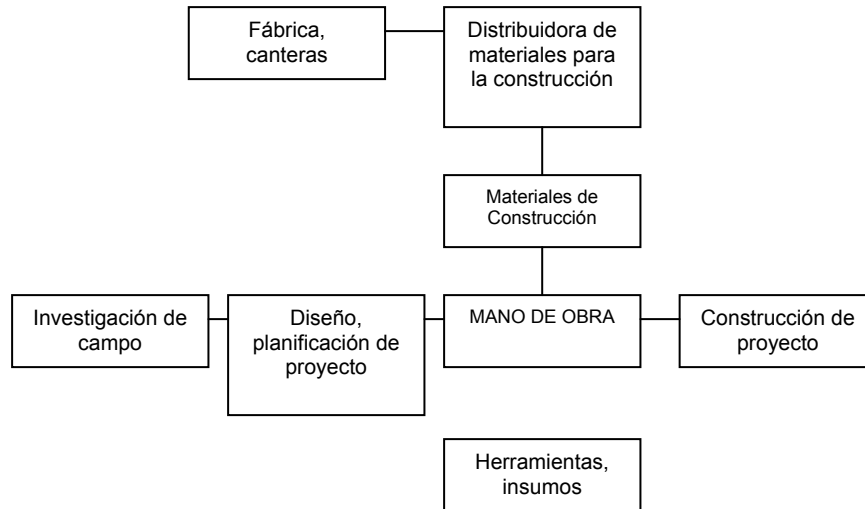 Fábrica,
canteras
Distribuidora de
materiales para
la construcción
Materiales de
Construcción
Investigación de
campo
Diseño,
planificación de
proyecto
MANO DE OBRA
Construcción de
proyecto
Herramientas,
insumos